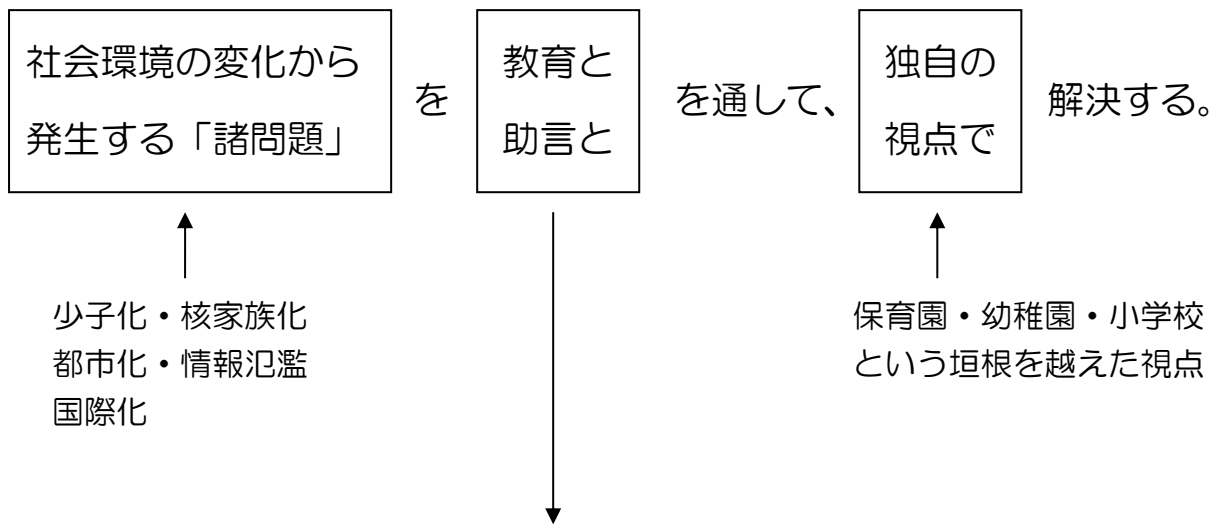 社会環境の変化から
発生する「諸問題」
を
教育と
助言と
を通して、
独自の
視点で
解決する。
少子化・核家族化
都市化・情報氾濫
国際化
保育園・幼稚園・小学校
という垣根を越えた視点